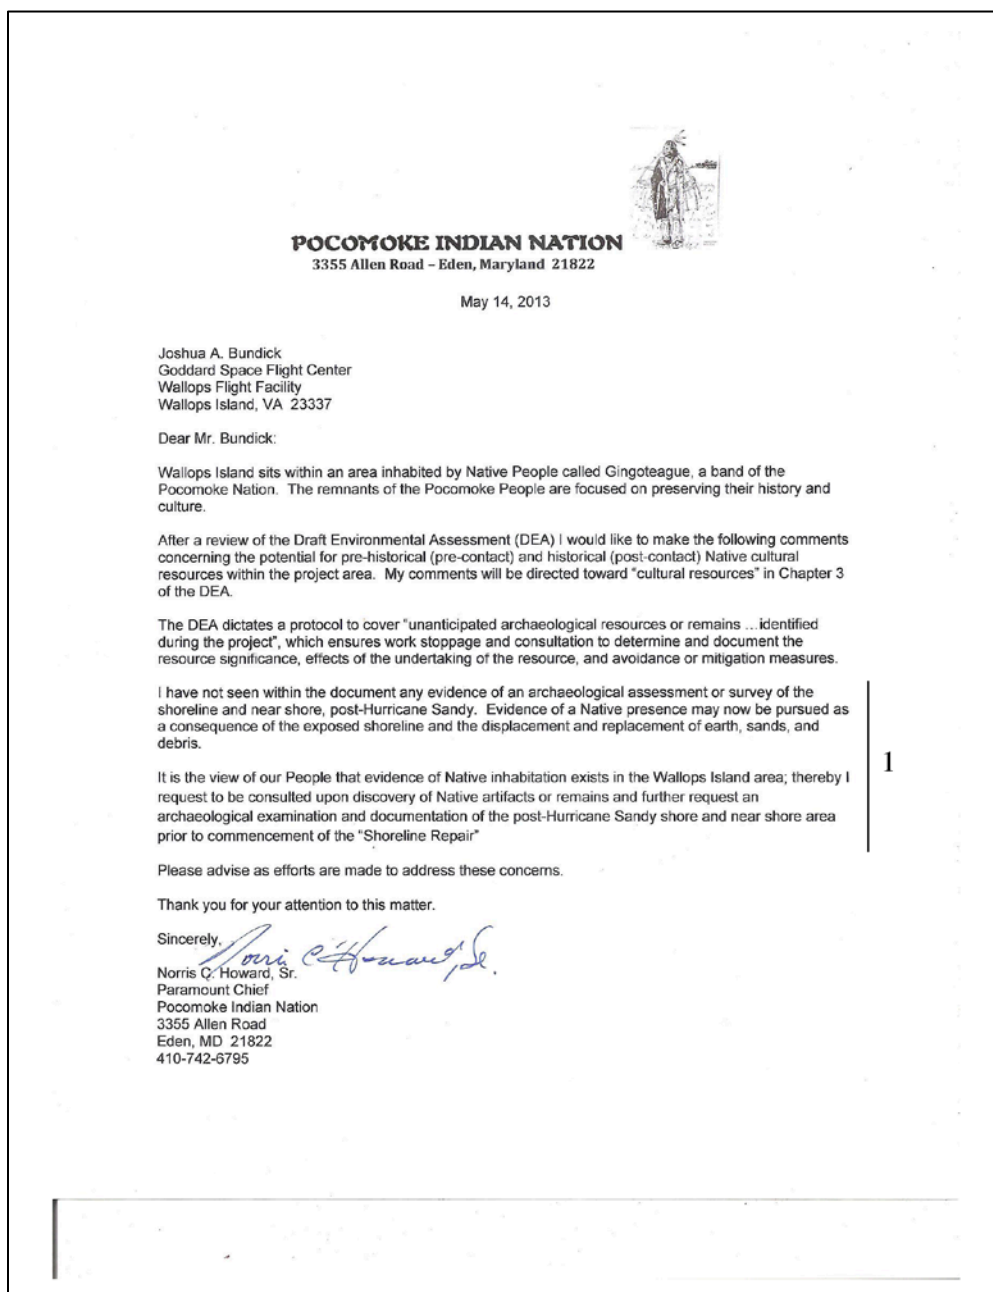 POCOMOKE INDIAN NATION
3355 Allen Road – Eden, Maryland 21822
May 14, 2013
Joshua A. Bundick
Goddard Space Flight Center
Wallops Flight Facility
Wallops Island, VA 23337
Dear Mr. Bundick:
Wallops Island sits within an area inhabited by Native People called Gingoteague, a band of the
Pocomoke Nation. The remnants of the Pocomoke People are focused on preserving their history and
culture.
After a review of the Draft Environmental Assessment (DEA) I would like to make the following comments
concerning the potential for pre-historical (pre-contact) and historical (post-contact) Native cultural
resources within the project area. My comments will be directed toward "cultural resources" in Chapter 3
of the DEA.
The DEA dictates a protocol to cover "unanticipated archaeological resources or remains ...identified
during the project", which ensures work stoppage and consultation to determine and document the
resource significance, effects of the undertaking of the resource, and avoidance or mitigation measures.
I have not seen within the document any evidence of an archaeological assessment or survey of the
shoreline and near shore, post-Hurricane Sandy. Evidence of a Native presence may now be pursued as
a consequence of the exposed shoreline and the displacement and replacement of earth, sands, and
debris.
1
It is the view of our People that evidence of Native inhabitation exists in the Wallops Island area; thereby I
request to be consulted upon discovery of Native artifacts or remains and further request an
archaeological examination and documentation of the post-Hurricane Sandy shore and near shore area
prior to commencement of the "Shoreline Repair"
Please advise as efforts are made to address these concerns.
Thank you for your attention to this matter.
Sincerely,
Norris C. Howard, Sr.
Norris C. Howard, Sr.
Paramount Chief
Pocomoke Indian Nation
3355 Allen Road
Eden, MD 21822
410-742-6795